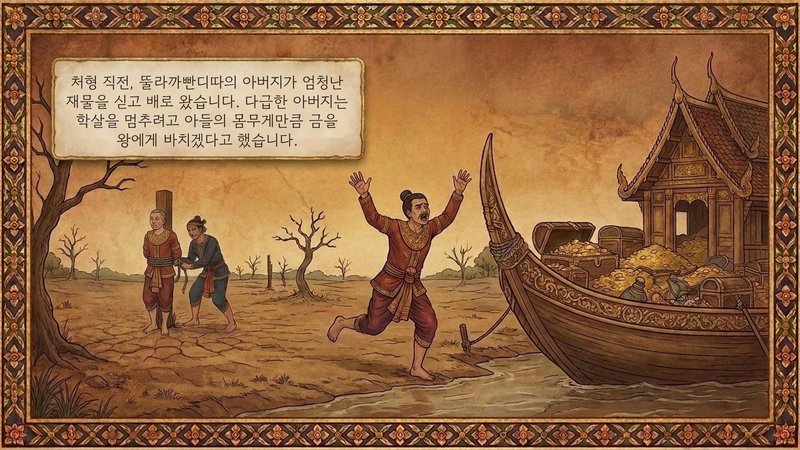 처형 직전, 뚤라까빤디따의 아버지가 엄청난
재물을 싣고 배로 왔습니다. 다급한 아버지는
학살을 멈추려고 아들의 몸무게만큼 금을
왕에게 바치겠다고 했습니다.